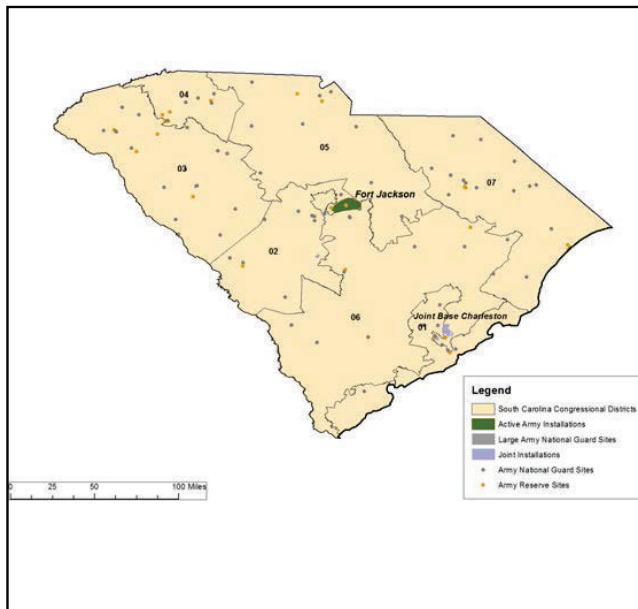 04
05
03
07
Fort Jackson
02
06
Joint Base Charleston
01
Legend
South Carolina Congressional Districts
Active Army Installations
Large Army National Guard Sites
Joint Installations
Army National Guard Sites
Army Reserve Sites
0 25 50 100 Miles